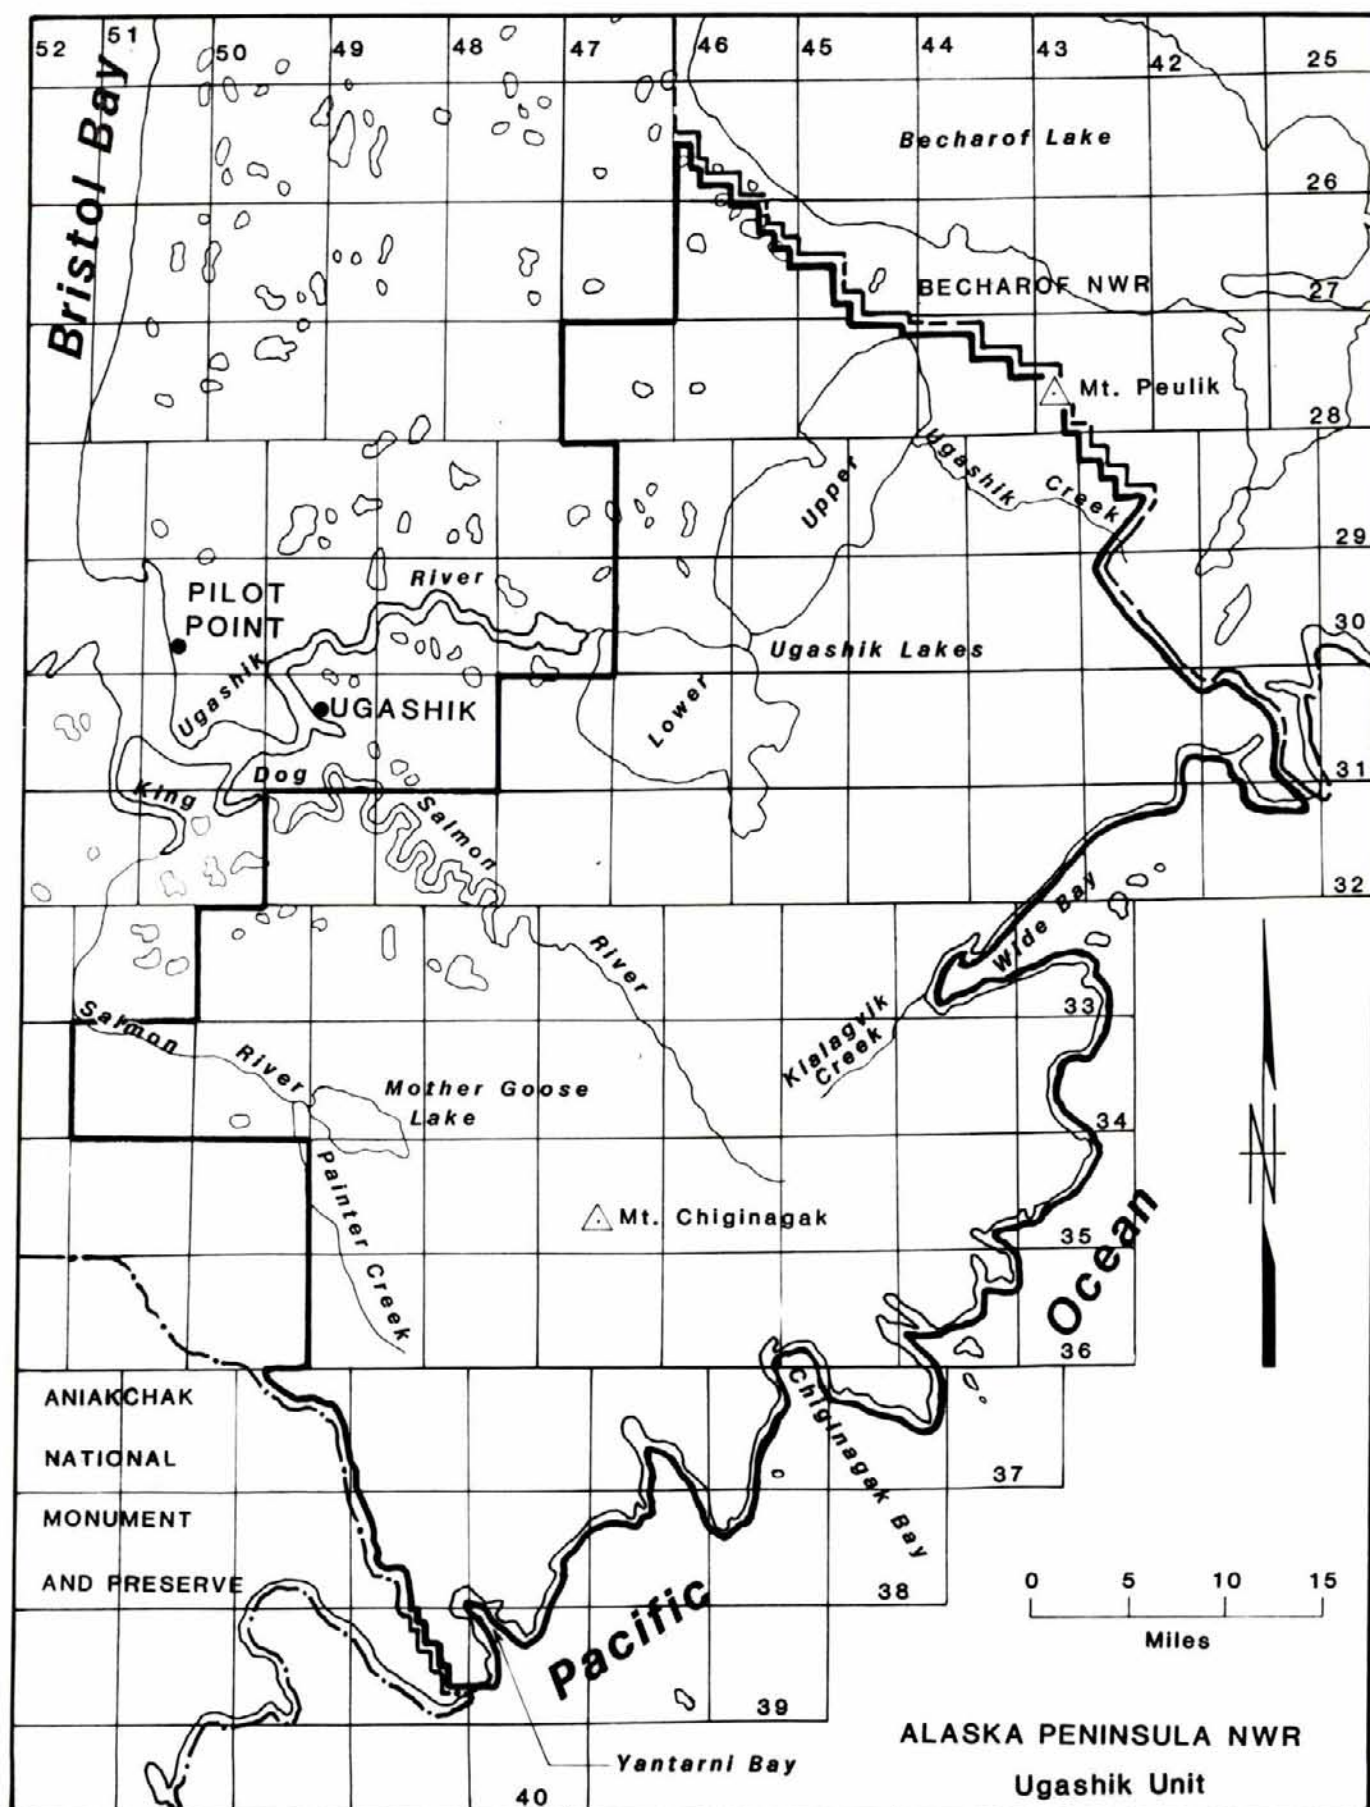 52
51
50
49
48
47
46
45
44
43
42
25
Bristol Bay
Becharof Lake
26
BECHAROF NWR
27
Mt. Peulik
28
Upper
Ugashik
Creek
29
River
PILOT
POINT
30
Ugashik Lakes
Ugashik
UGASHIK
Lower
Dog
King
31
Salmon
32
Wide Bay
River
Salmon
River
33
Kialagvik
Creek
Mother Goose
Lake
34
Painter Creek
Mt. Chiginagak
35
Ocean
36
ANIAKCHAK
NATIONAL
MONUMENT
AND PRESERVE
Chiginagak Bay
37
38
0 5 10 15
Miles
Pacific
N
39
ALASKA PENINSULA NWR
Ugashik Unit
Yantarni Bay
40